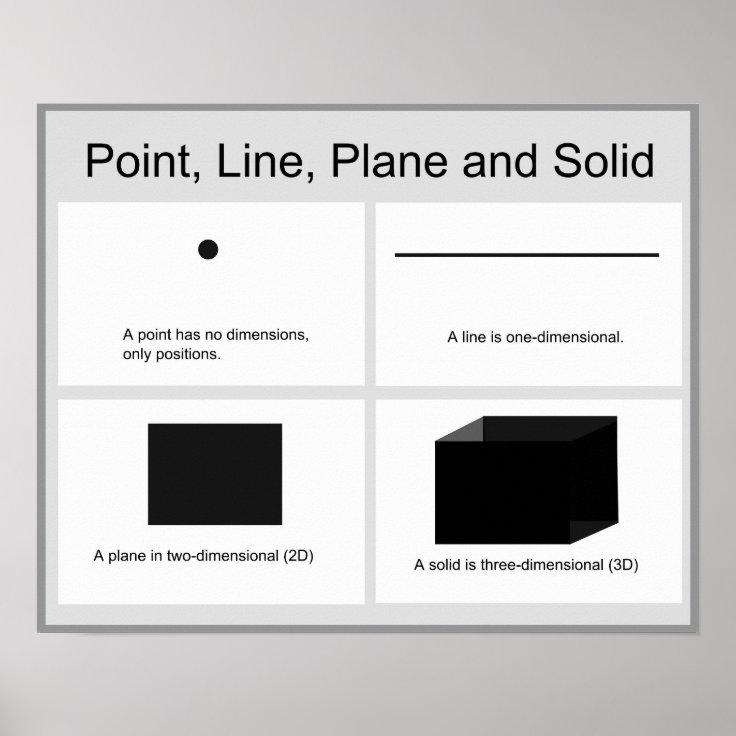 Point, Line, Plane and Solid
A point has no dimensions,
only positions.
A line is one-dimensional.
A plane in two-dimensional (2D)
A solid is three-dimensional (3D)